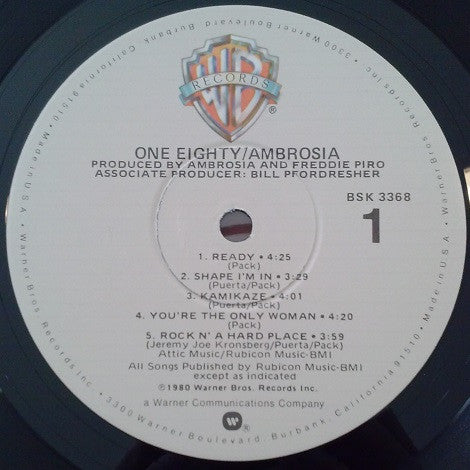 WB
RECORDS
®
ONE EIGHTY/AMBROSIA
PRODUCED BY AMBROSIA AND FREDDIE PIRO
ASSOCIATE PRODUCER: BILL PFORDRESHER
BSK 3368
1
1. READY • 4:25
(Pack)
2. SHAPE I'M IN • 3:29
(Puerta/Pack)
3. KAMIKAZE • 4:01
(Puerta/Pack)
4. YOU'RE THE ONLY WOMAN • 4:20
(Pack)
5. ROCK N' A HARD PLACE • 3:59
(Jeremy Joe Kronsberg/Puerta/Pack)
Attic Music/Rubicon Music-BMI
All Songs Published by Rubicon Music-BMI
except as indicated
©1980 Warner Bros. Records Inc.
a Warner Communications Company
W
Made in U.S.A. • Warner Bros. Records Inc. • 3300 Warner Boulevard, Burbank, California 91510 •